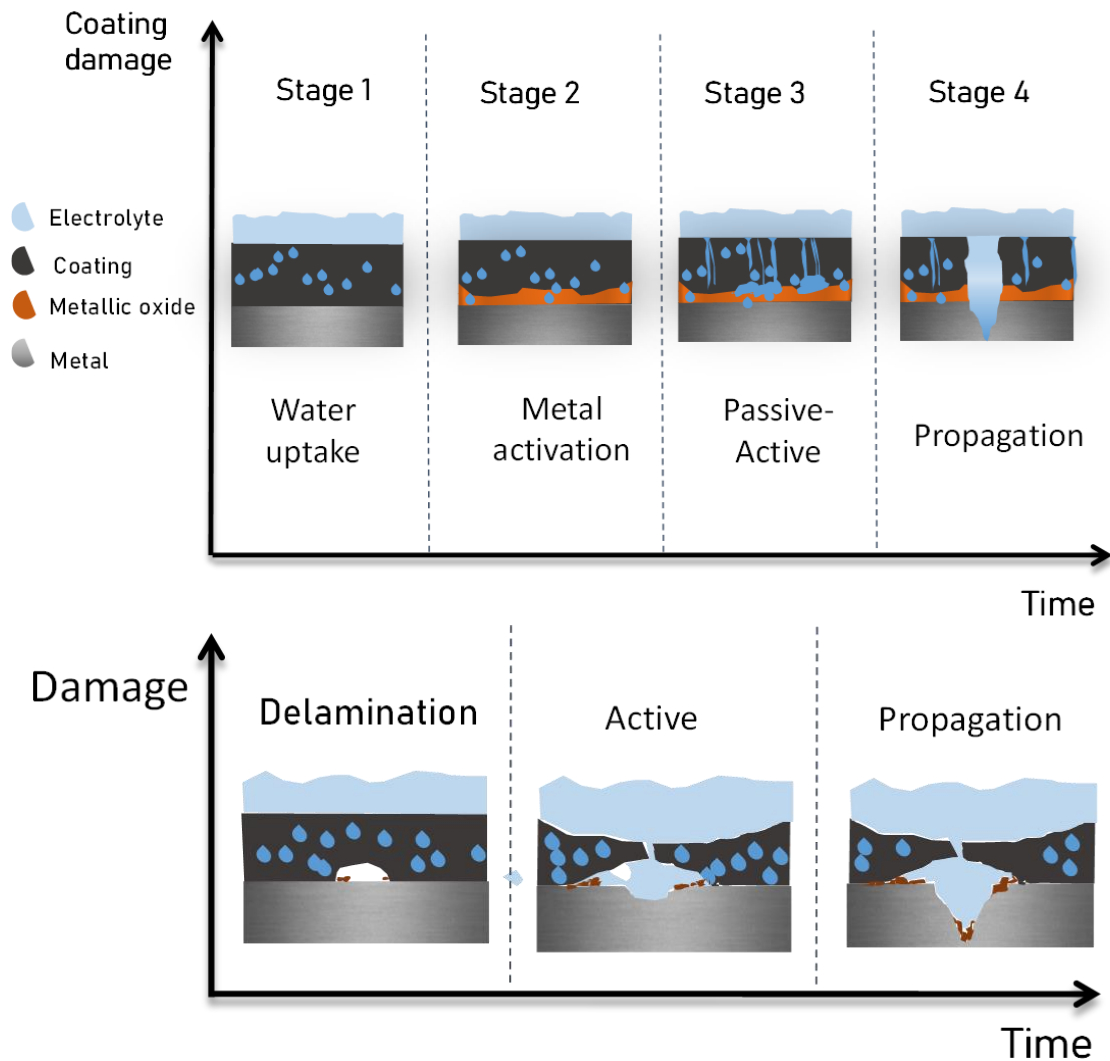 Coating
damage
Stage 1
Stage 2
Stage 3
Stage 4
Electrolyte
Coating
Metallic oxide
Metal
Water
uptake
Metal
activation
Passive-
Active
Propagation
Time
Damage
Delamination
Active
Propagation
Time